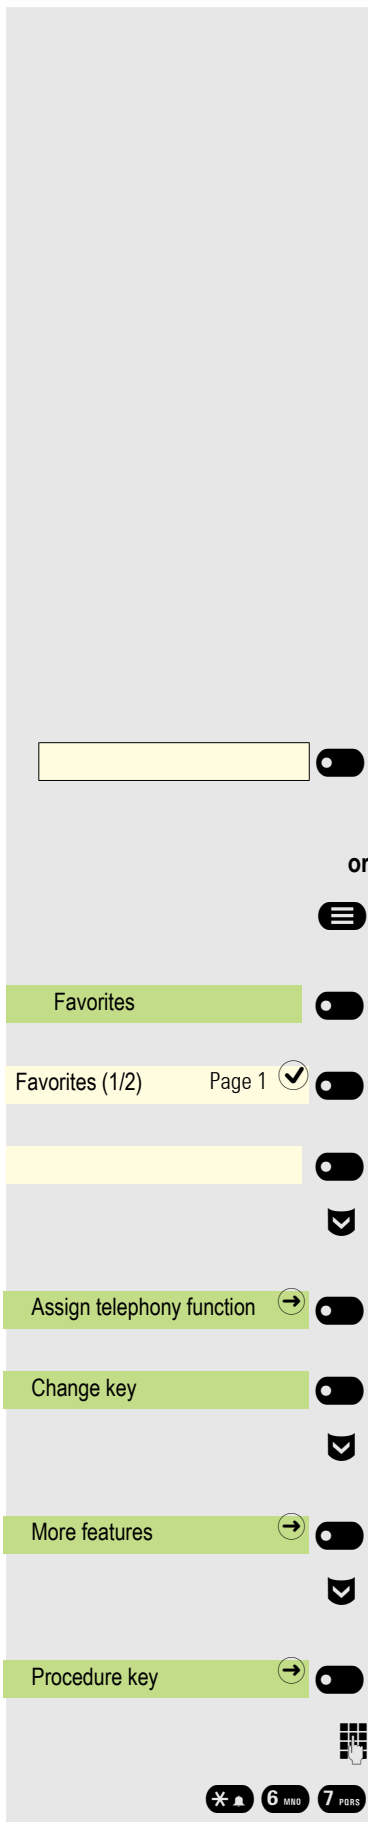 or
Favorites
Favorites (1/2) Page 1
Assign telephony function
Change key
More features
Procedure key
6 MNO 7 PQRS